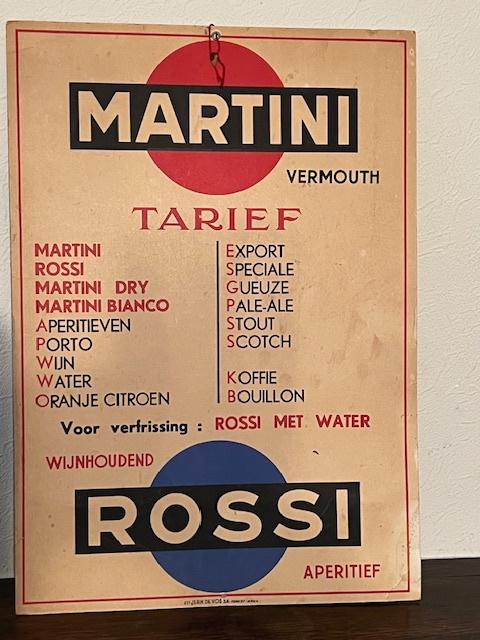 MARTINI
VERMOUTH
TARIEF
MARTINI
ROSSI
MARTINI DRY
MARTINI BIANCO
APERITIEVEN
PORTO
WIJN
WATER
ORANJE CITROEN
EXPORT
SPECIALE
GUEUZE
PALE-ALE
STOUT
SCOTCH
KOFFIE
BOUILLON
Voor verfrissing : ROSSI MET WATER
WIJNHOUDEND
ROSSI
APERITIEF